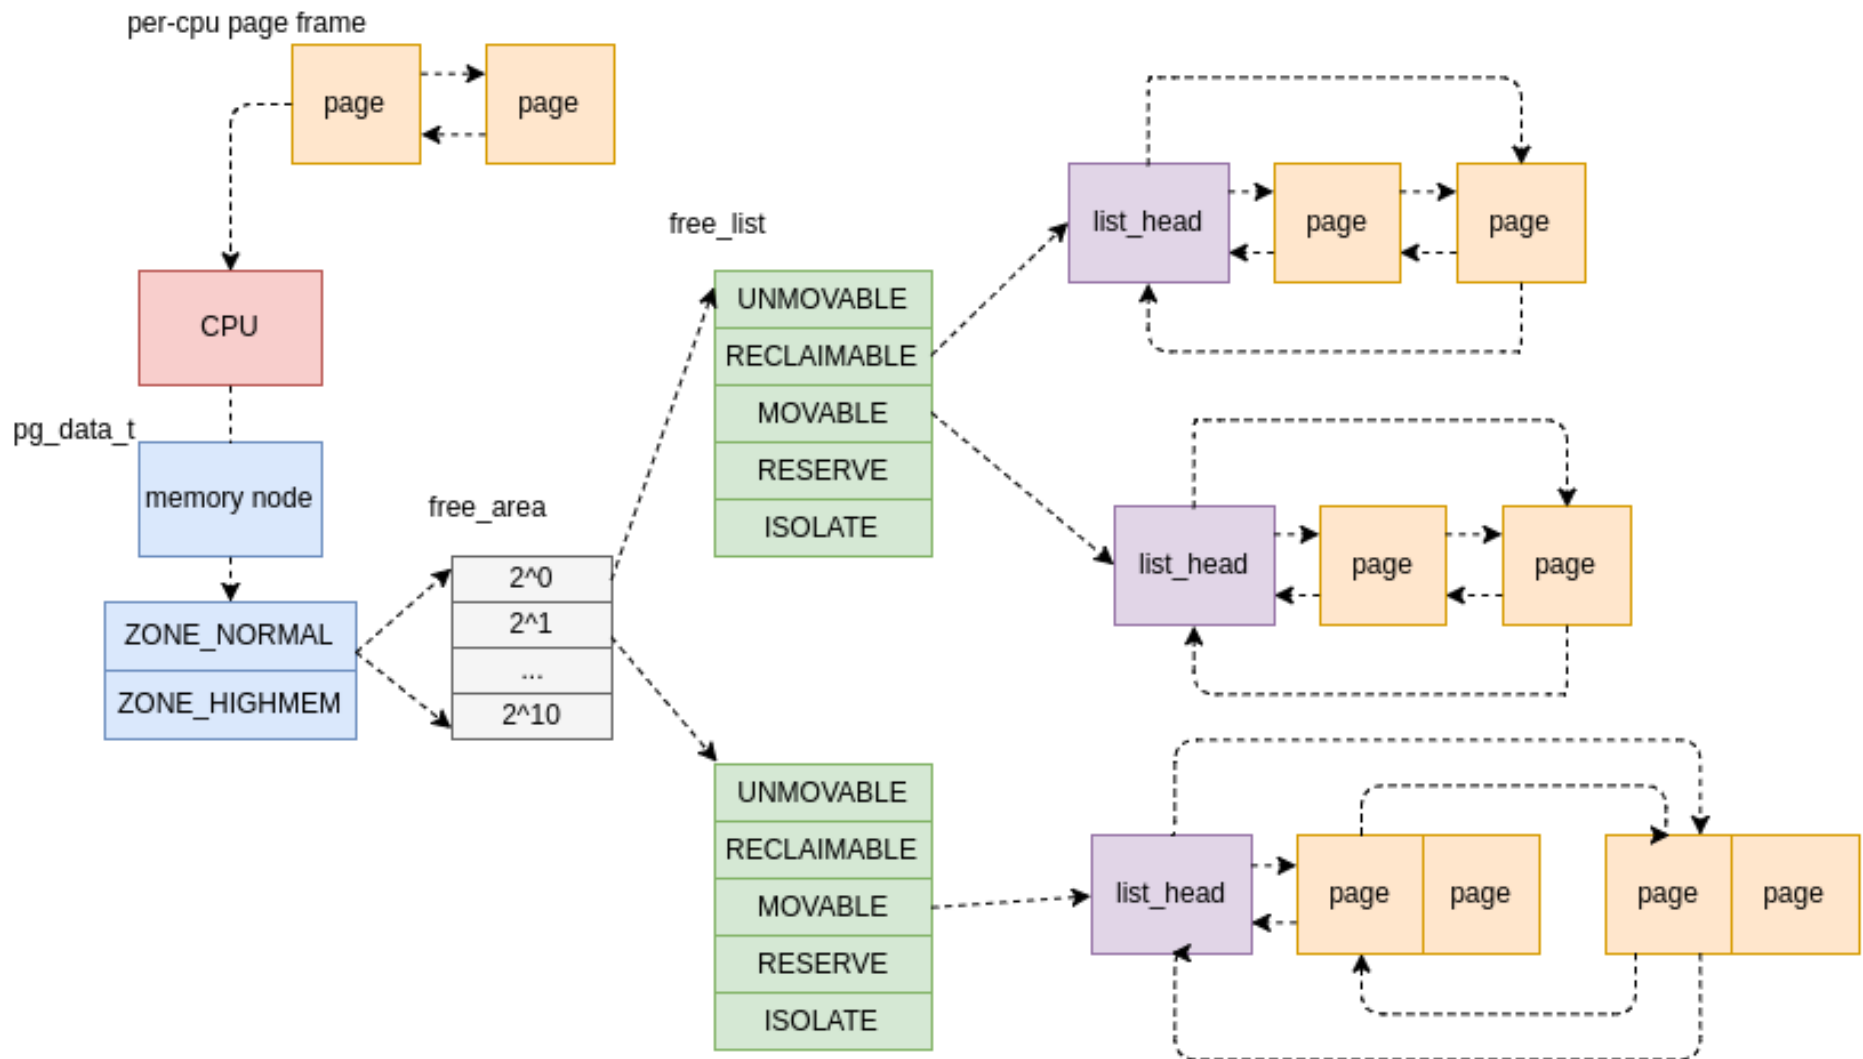 per-cpu page frame
page
page
CPU
pg_data_t
memory node
ZONE_NORMAL
ZONE_HIGHMEM
free_area
2^0
2^1
...
2^10
free_list
UNMOVABLE
RECLAIMABLE
MOVABLE
RESERVE
ISOLATE
UNMOVABLE
RECLAIMABLE
MOVABLE
RESERVE
ISOLATE
list_head
page
page
list_head
page
page
list_head
page
page
page
page